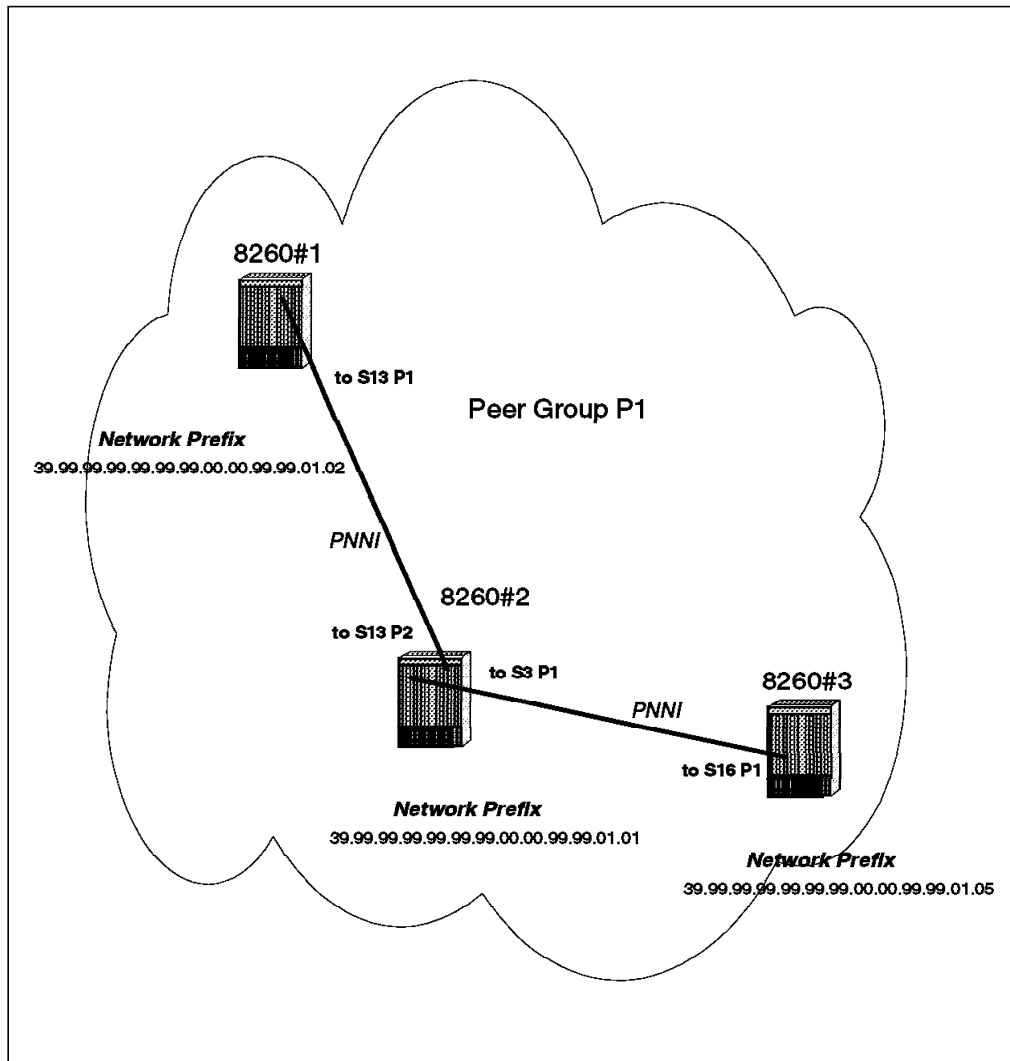 8260#1
to S13 P1
Peer Group P1
Network Prefix
39.99.99.99.99.99.99.00.00.99.99.01.02
PNNI
8260#2
to S13 P2
to S3 P1
8260#3
PNNI
to S16 P1
Network Prefix
39.99.99.99.99.99.99.00.00.99.99.01.01
Network Prefix
39.99.99.99.99.99.99.00.00.99.99.01.05